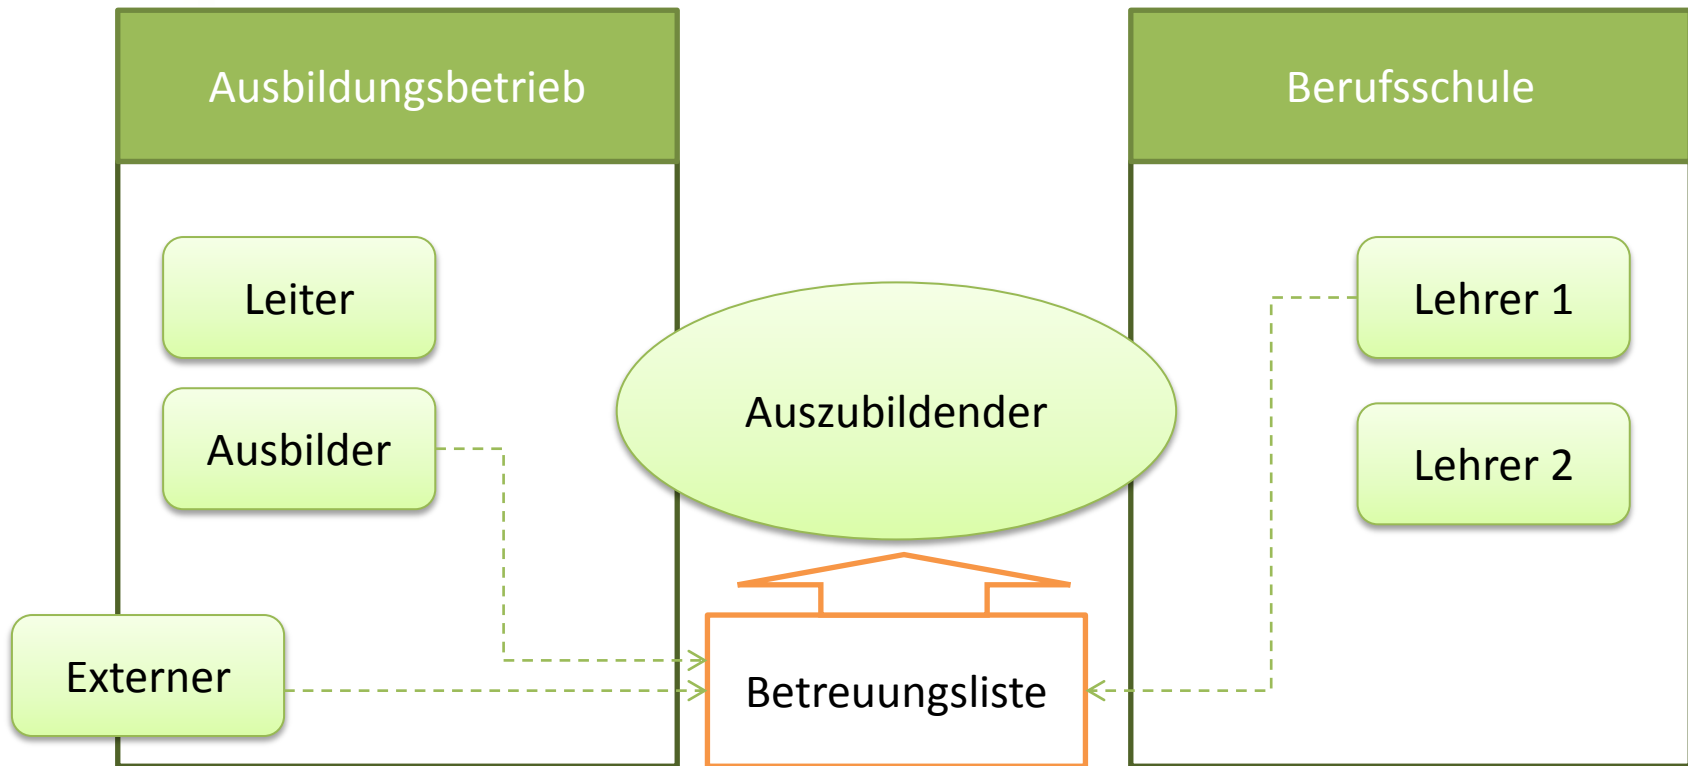 Ausbildungsbetrieb
Berufsschule
Leiter
Ausbilder
Externer
Auszubildender
Betreuungsliste
Lehrer 1
Lehrer 2